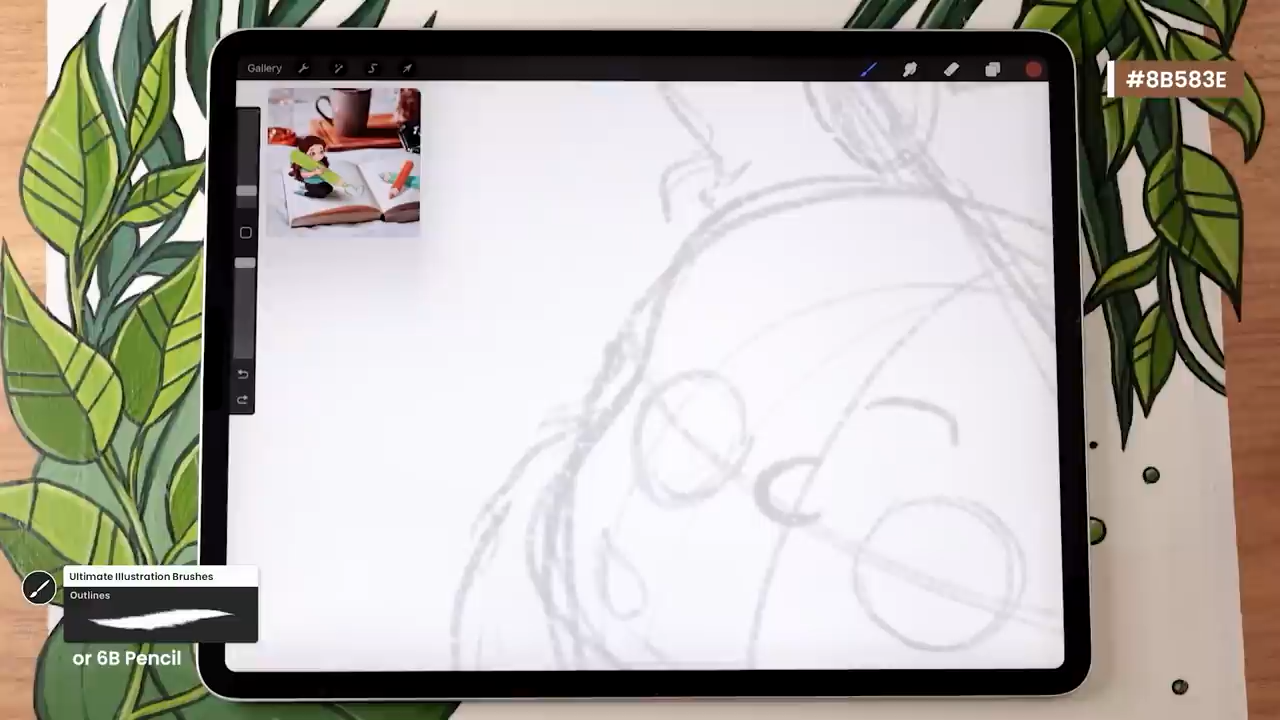 Gallery
#8B583E
Ultimate Illustration Brushes
Outlines
or 6B Pencil